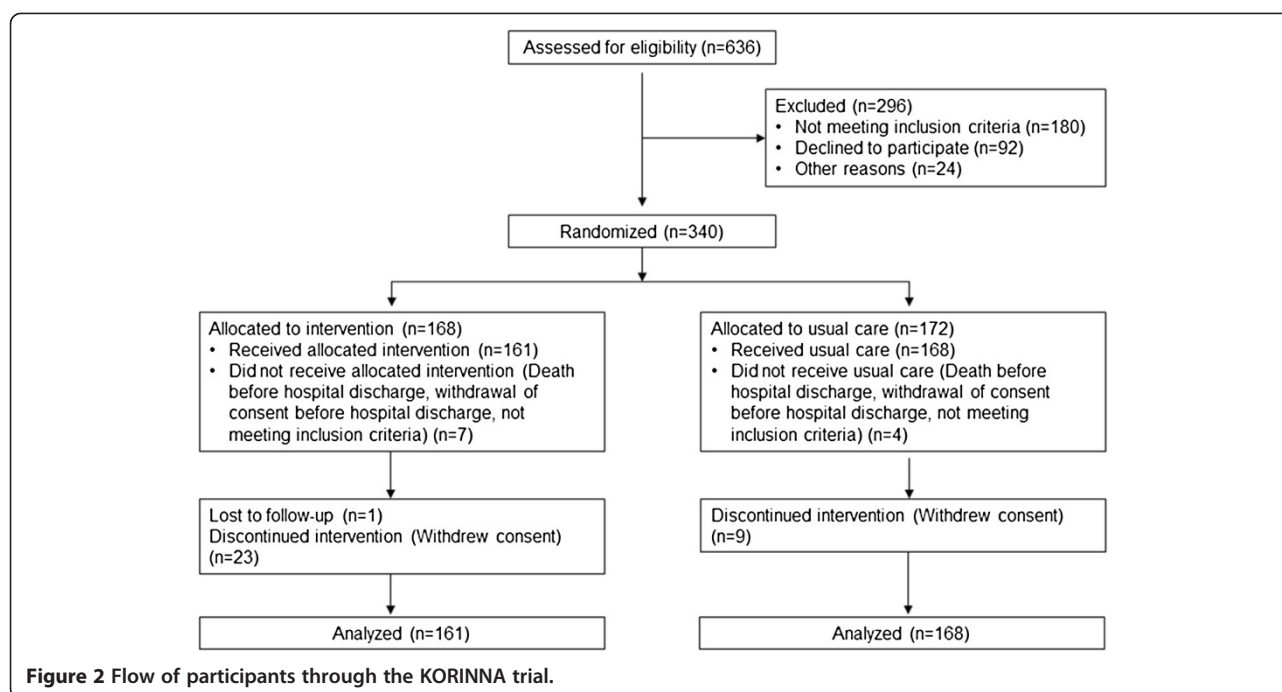 Assessed for eligibility (n=636)
Excluded (n=296)
• Not meeting inclusion criteria (n=180)
• Declined to participate (n=92)
• Other reasons (n=24)
Randomized (n=340)
Allocated to intervention (n=168)
• Received allocated intervention (n=161)
• Did not receive allocated intervention (Death
before hospital discharge, withdrawal of
consent before hospital discharge, not
meeting inclusion criteria) (n=7)
Allocated to usual care (n=172)
• Received usual care (n=168)
• Did not receive usual care (Death before
hospital discharge, withdrawal of consent
before hospital discharge, not meeting
inclusion criteria) (n=4)
Lost to follow-up (n=1)
Discontinued intervention (Withdrew consent)
(n=23)
Discontinued intervention (Withdrew consent)
(n=9)
Analyzed (n=161)
Analyzed (n=168)
Figure 2 Flow of participants through the KORINNA trial.